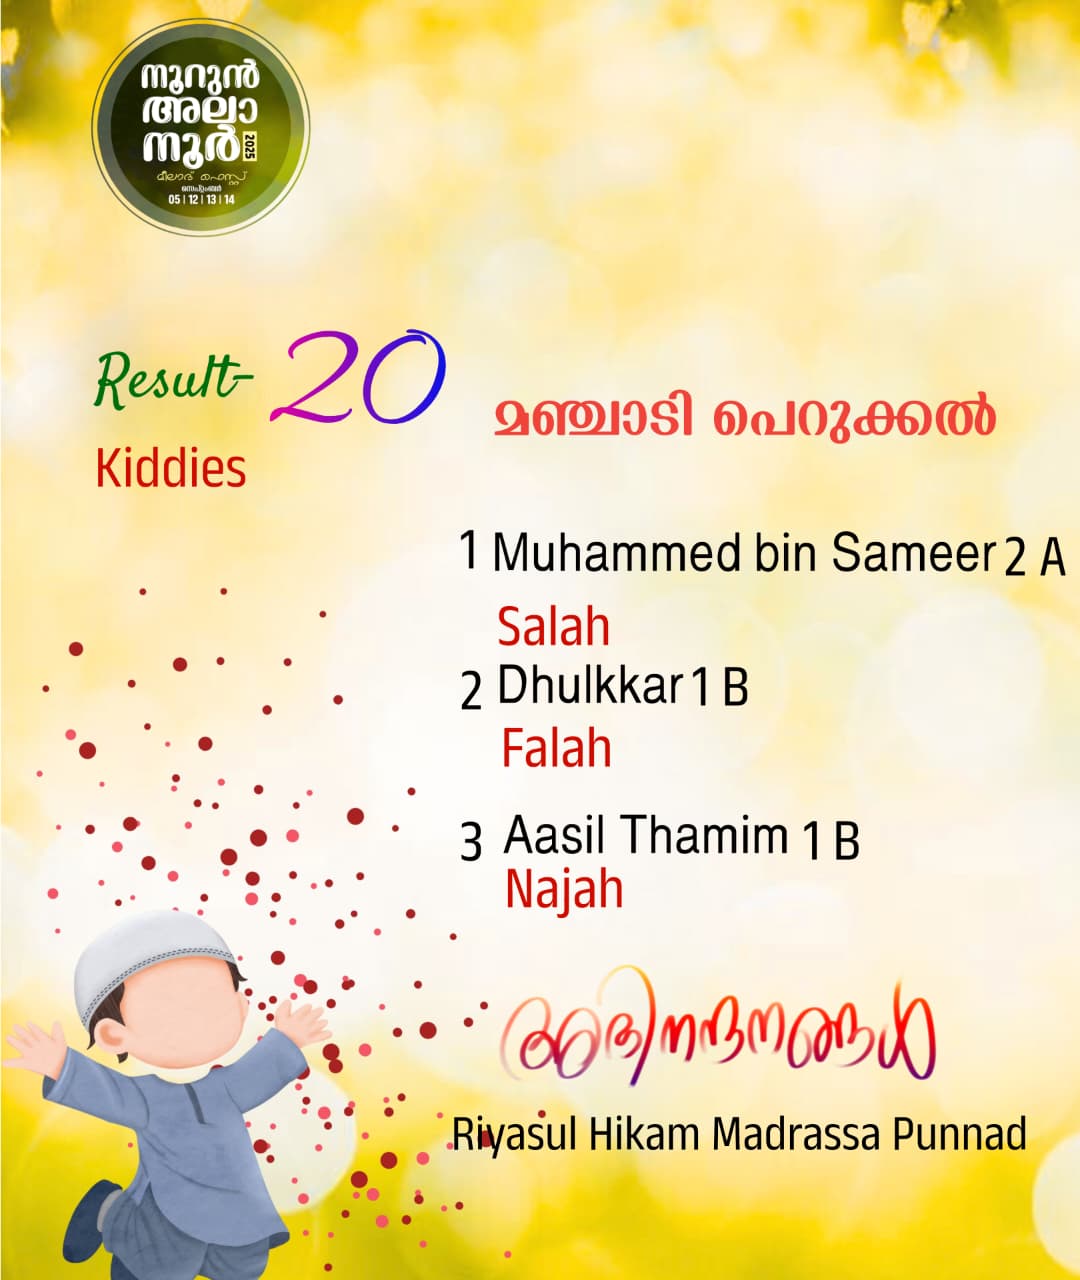 നൂറുൻ
അലാ
നൂർ 2025
മീലാദ് ഫെസ്റ്റ്
സെപ്റ്റംബർ
05 | 12 | 13 | 14
Result- 20
Kiddies
മഞ്ചാടി പെറുക്കൽ
1 Muhammed bin Sameer 2 A
Salah
2 Dhulkkar 1 B
Falah
3 Aasil Thamim 1 B
Najah
അഭിനന്ദനങ്ങൾ
Riyasul Hikam Madrassa Punnad